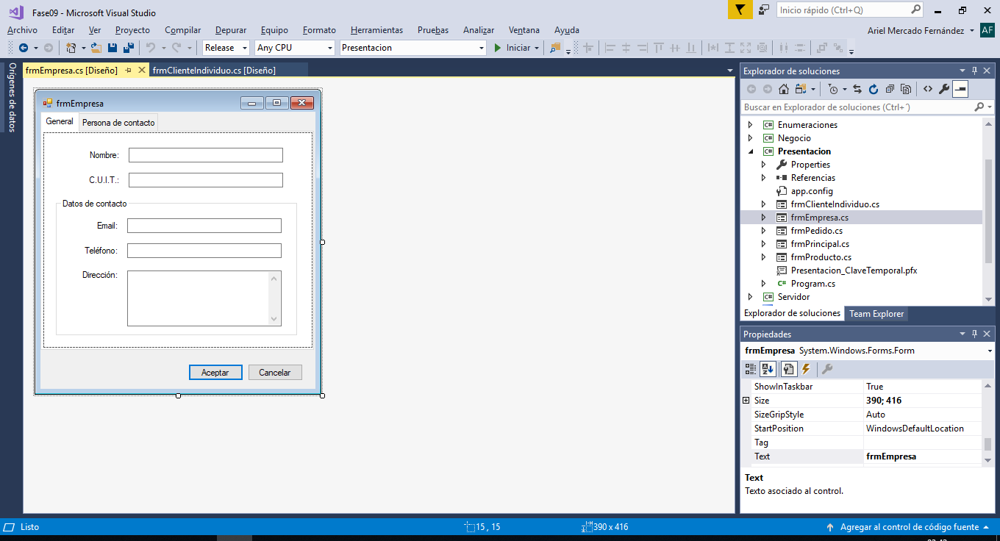 Fase09 - Microsoft Visual Studio
Inicio rápido (Ctrl+Q)
Archivo Editar Ver Proyecto Compilar Depurar Equipo Formato Herramientas Pruebas Analizar Ventana Ayuda
Ariel Mercado Fernández AF
Release Any CPU Presentacion Iniciar
Orígenes de datos
frmEmpresa.cs [Diseño] frmClienteIndividuo.cs [Diseño]
frmEmpresa
General Persona de contacto
Nombre:
C.U.I.T.:
Datos de contacto
Email:
Teléfono:
Dirección:
Aceptar Cancelar
Explorador de soluciones
Buscar en Explorador de soluciones (Ctrl+´)
C# Enumeraciones
C# Negocio
C# Presentacion
Properties
Referencias
app.config
frmClienteIndividuo.cs
frmEmpresa.cs
frmPedido.cs
frmPrincipal.cs
frmProducto.cs
Presentacion_ClaveTemporal.pfx
C# Program.cs
C# Servidor
Explorador de soluciones Team Explorer
Propiedades
frmEmpresa System.Windows.Forms.Form
ShowInTaskbar True
Size 390; 416
SizeGripStyle Auto
StartPosition WindowsDefaultLocation
Tag
Text frmEmpresa
Text
Texto asociado al control.
Listo 15 , 15 390 x 416 Agregar al control de código fuente